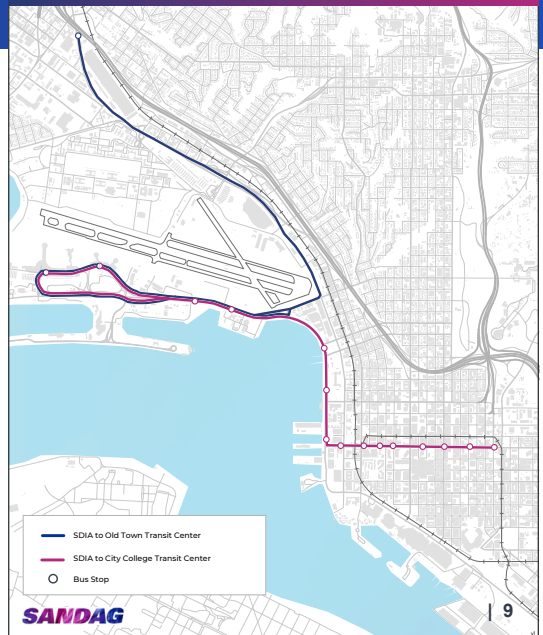 SDIA to Old Town Transit Center
SDIA to City College Transit Center
Bus Stop
SANDAG
| 9